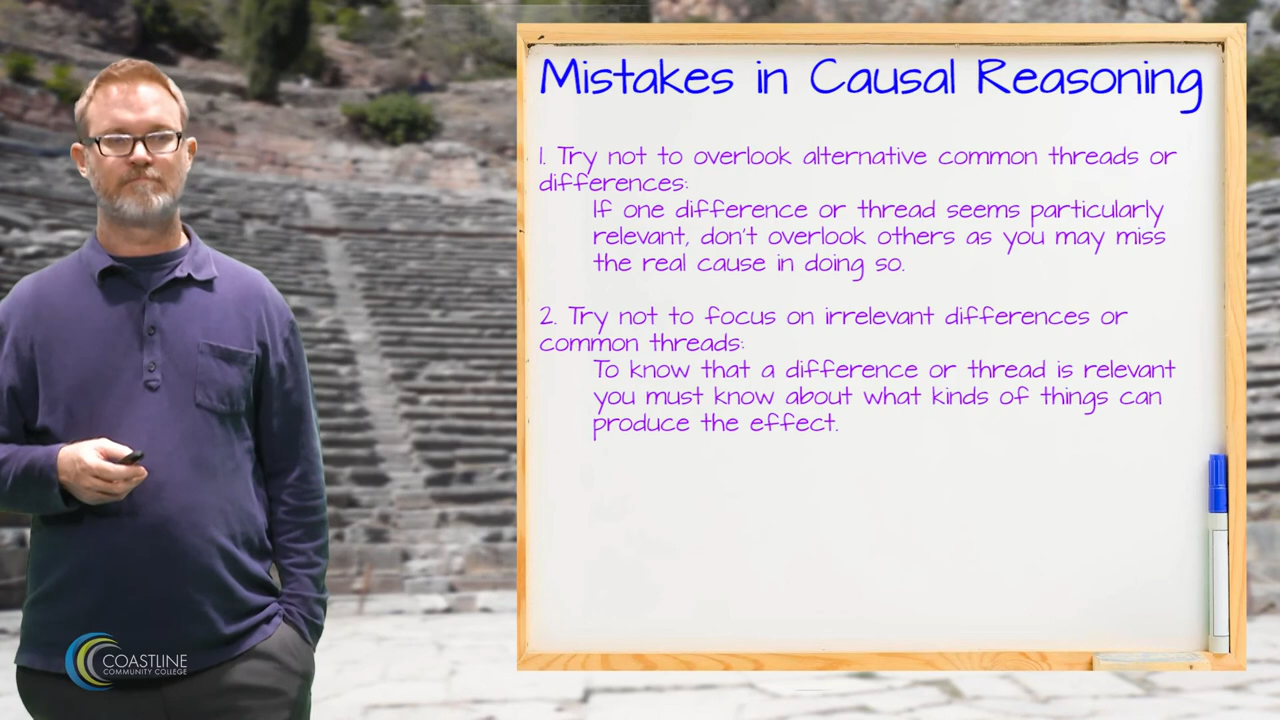 Mistakes in Causal Reasoning
1. Try not to overlook alternative common threads or
differences:
If one difference or thread seems particularly
relevant, don't overlook others as you may miss
the real cause in doing so.
2. Try not to focus on irrelevant differences or
common threads:
To know that a difference or thread is relevant
you must know about what kinds of things can
produce the effect.
COASTLINE
COMMUNITY COLLEGE